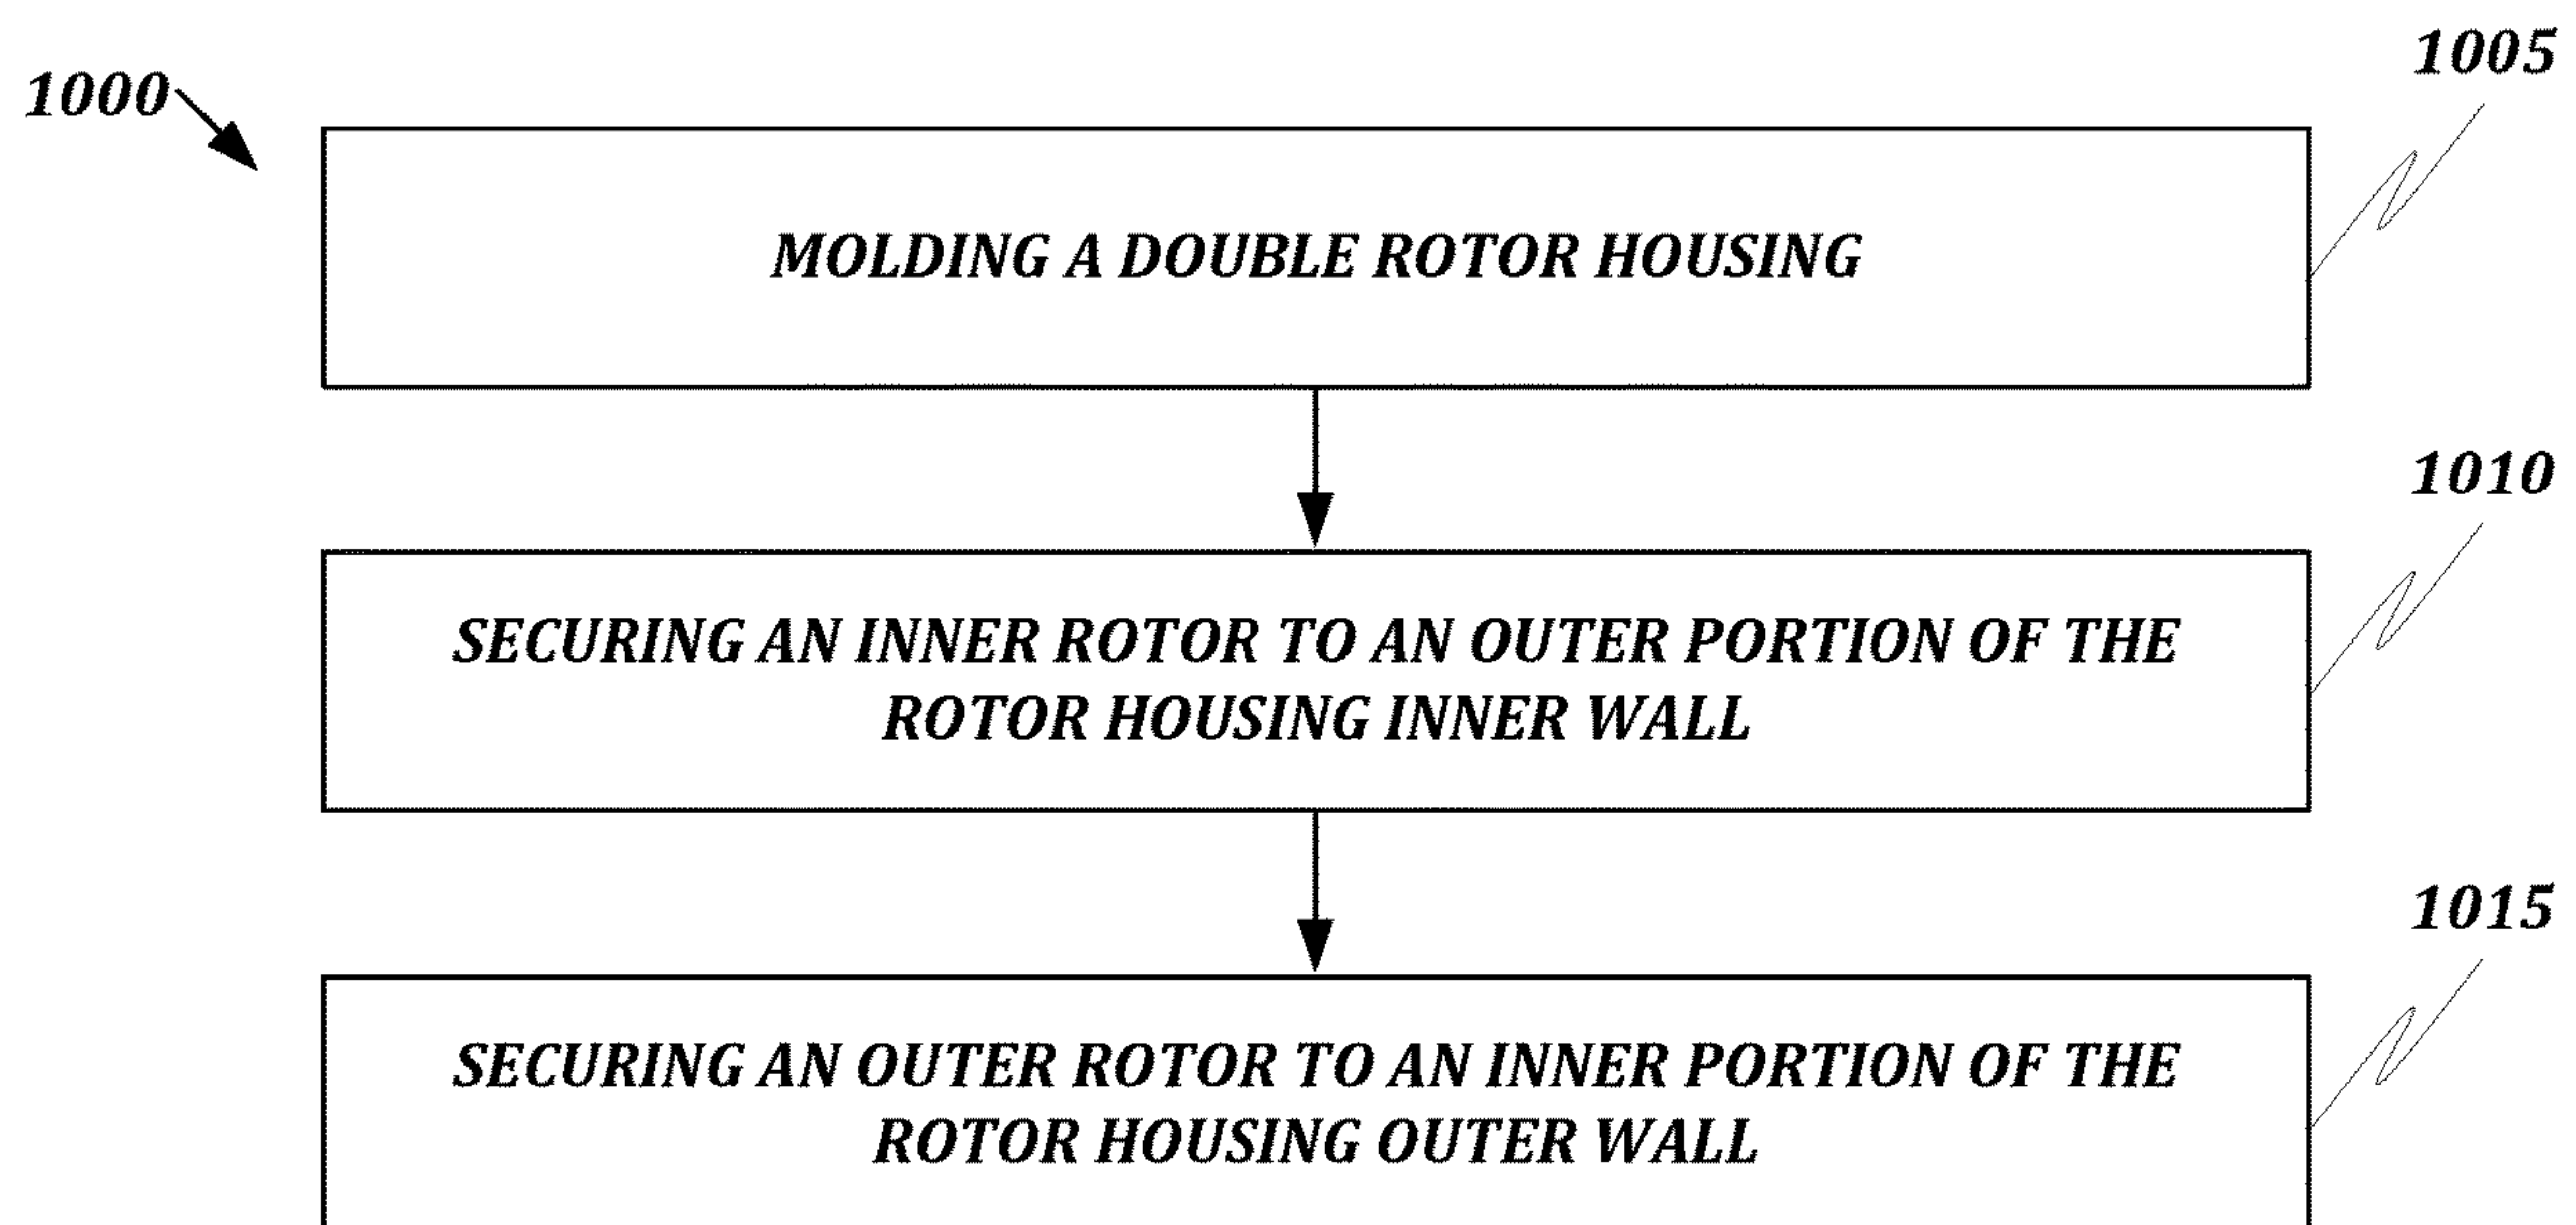 1000
1005
MOLDING A DOUBLE ROTOR HOUSING
1010
SECURING AN INNER ROTOR TO AN OUTER PORTION OF THE
ROTOR HOUSING INNER WALL
1015
SECURING AN OUTER ROTOR TO AN INNER PORTION OF THE
ROTOR HOUSING OUTER WALL